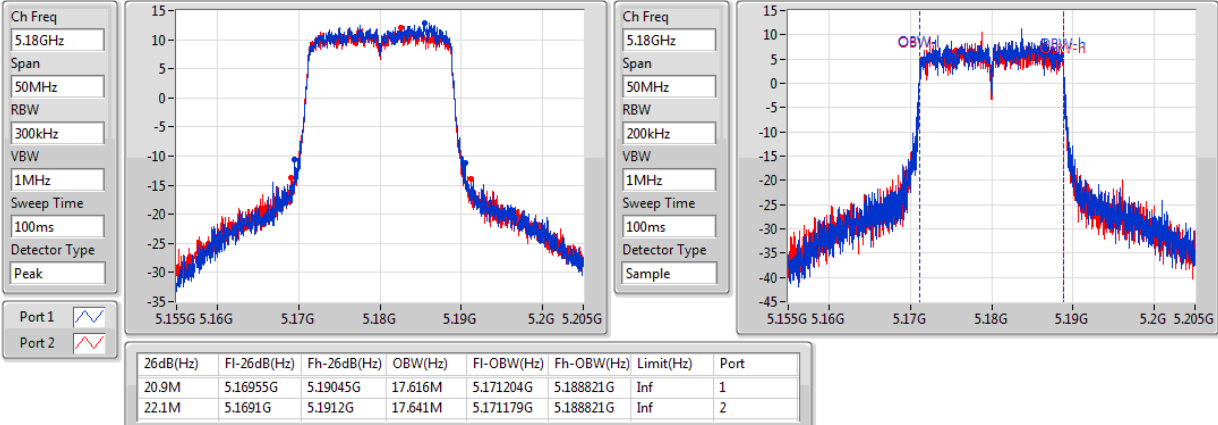 Ch Freq
5.18GHz
Span
50MHz
RBW
300kHz
VBW
1MHz
Sweep Time
100ms
Detector Type
Peak
Port 1
Port 2
15
10
5
0
-5
-10
-15
-20
-25
-30
-35
5.155G 5.16G 5.17G 5.18G 5.19G 5.2G 5.205G
Ch Freq
5.18GHz
Span
50MHz
RBW
200kHz
VBW
1MHz
Sweep Time
100ms
Detector Type
Sample
15
10
5
0
-5
-10
-15
-20
-25
-30
-35
-40
-45
OBW-l OBW-h
5.155G 5.16G 5.17G 5.18G 5.19G 5.2G 5.205G
26dB(Hz) Fl-26dB(Hz) Fh-26dB(Hz) OBW(Hz) Fl-OBW(Hz) Fh-OBW(Hz) Limit(Hz) Port
20.9M 5.16955G 5.19045G 17.616M 5.171204G 5.188821G Inf 1
22.1M 5.1691G 5.1912G 17.641M 5.171179G 5.188821G Inf 2